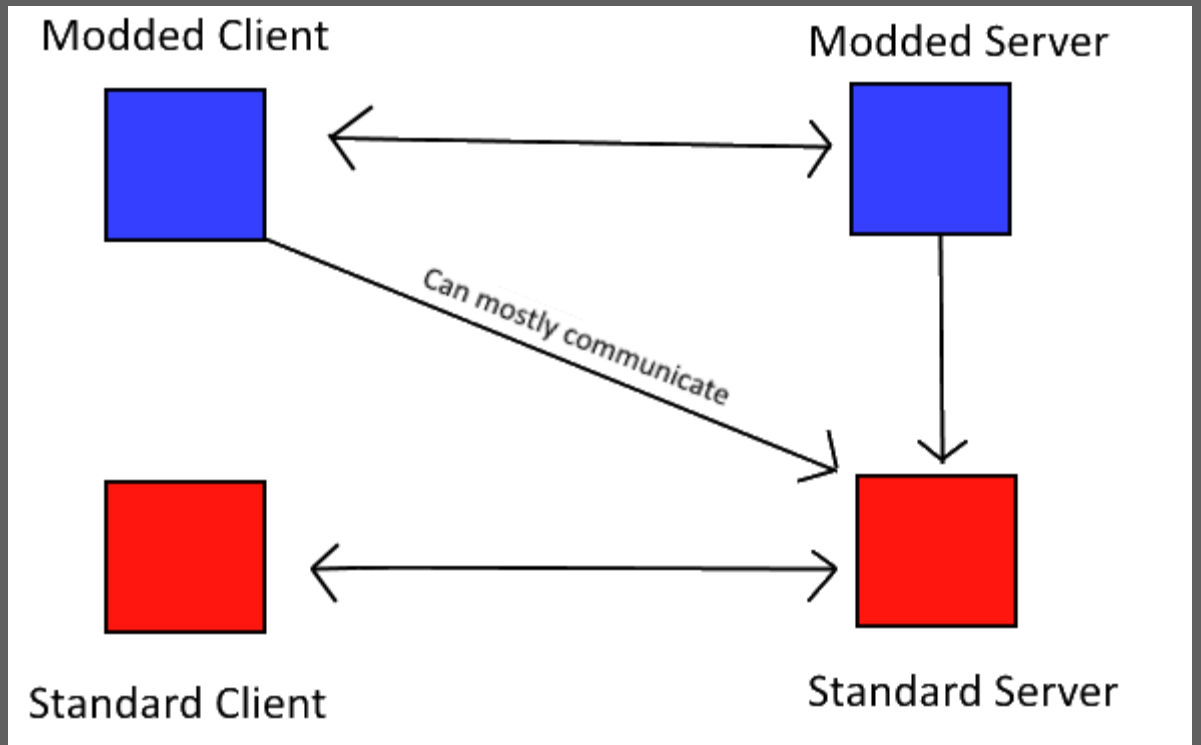 Modded Client
Modded Server
Can mostly communicate
Standard Client
Standard Server